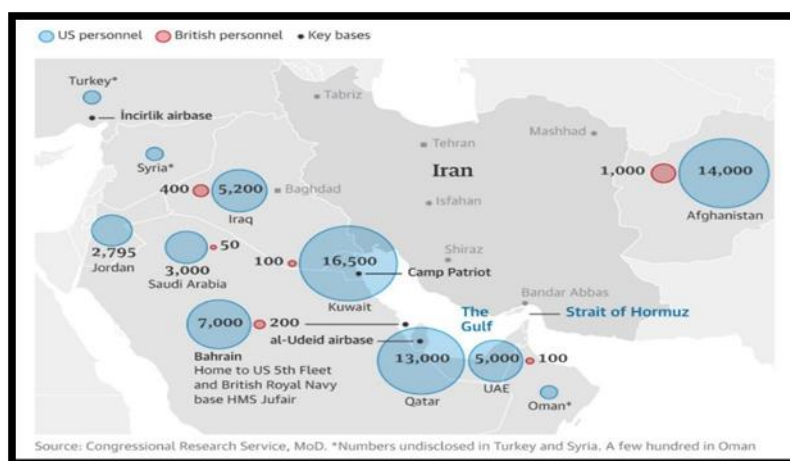 US personnel British personnel Key bases
Turkey*
İncirlik airbase
Syria*
Tabriz
Tehran
Mashhad
Iran
Isfahan
Shiraz
Bandar Abbas
Baghdad
400 5,200
Iraq
1,000 14,000
Afghanistan
2,795
Jordan
50
3,000
Saudi Arabia
100 16,500
Kuwait
Camp Patriot
The
Gulf
Strait of Hormuz
7,000 200
al-Udeid airbase
Bahrain
Home to US 5th Fleet
and British Royal Navy
base HMS Jufair
13,000
Qatar
5,000 100
UAE
Oman*
Source: Congressional Research Service, MoD. *Numbers undisclosed in Turkey and Syria. A few hundred in Oman